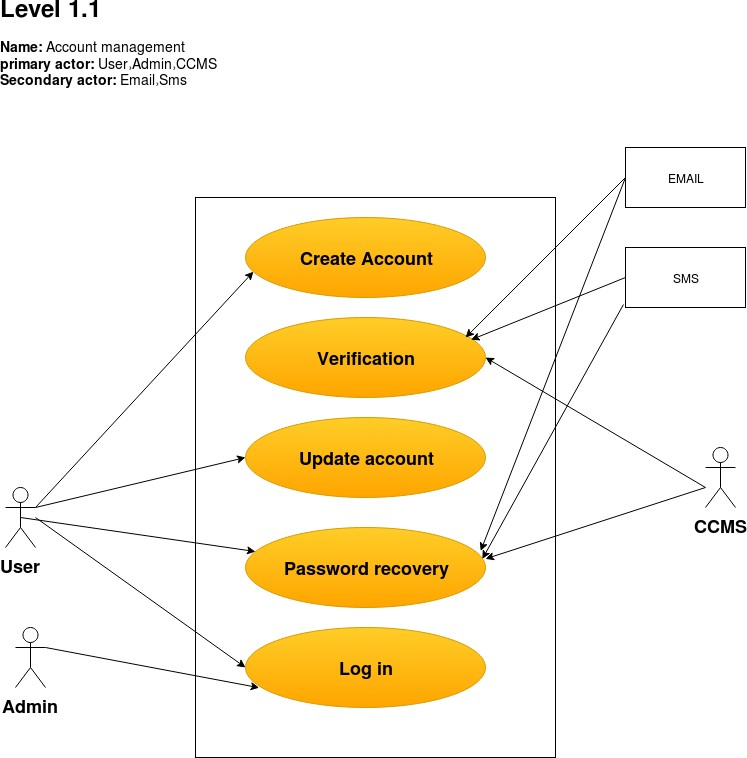 Level 1.1
Name: Account management
primary actor: User,Admin,CCMS
Secondary actor: Email,Sms
EMAIL
Create Account
SMS
Verification
Update account
CCMS
User
Password recovery
Log in
Admin